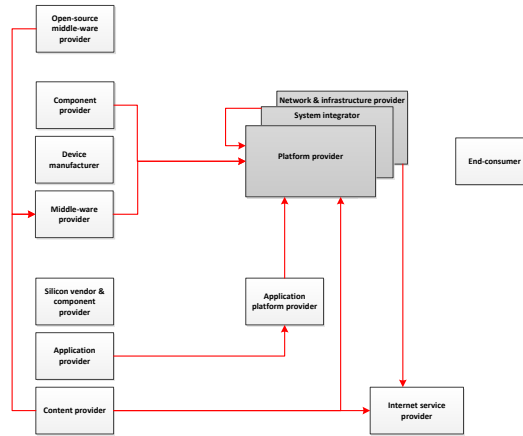 Open-source
middle-ware
provider
Component
provider
Network & infrastructure provider
System integrator
Platform provider
Device
manufacturer
End-consumer
Middle-ware
provider
Silicon vendor &
component
provider
Application
platform provider
Application
provider
Content provider
Internet service
provider